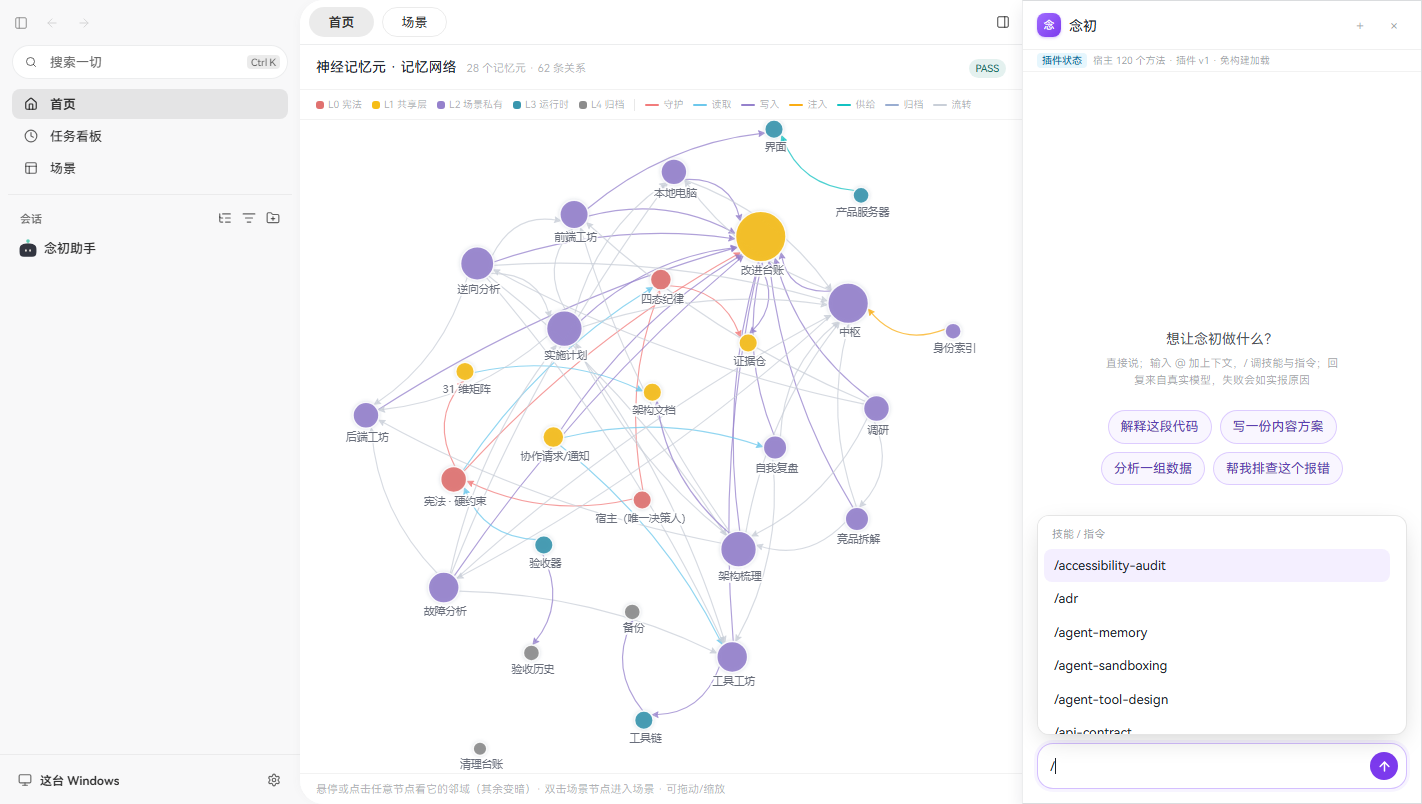 搜索一切
Ctrl K
首页
任务看板
场景
会话
念初助手
这台 Windows
首页
场景
神经记忆元 · 记忆网络
28 个记忆元 · 62 条关系
PASS
L0 宪法
L1 共享层
L2 场景私有
L3 运行时
L4 归档
守护
读取
写入
注入
供给
归档
流转
界面
本地电脑
产品服务器
前端工坊
改进台账
逆向分析
四态纪律
中枢
身份索引
实施计划
证据仓
31 维矩阵
架构文档
后端工坊
调研
协作请求/通知
自我复盘
宪法 · 硬约束
宿主（唯一决策人）
竞品拆解
验收器
架构梳理
故障分析
备份
验收历史
工具工坊
工具链
清理台账
悬停或点击任意节点看它的邻域（其余变暗）· 双击场景节点进入场景 · 可拖动/缩放
念
念初
插件状态
宿主 120 个方法 · 插件 v1 · 免构建加载
想让念初做什么？
直接说；输入 @ 加上下文，/ 调技能与指令；回
复来自真实模型，失败会如实报原因
解释这段代码
写一份内容方案
分析一组数据
帮我排查这个报错
技能 / 指令
/accessibility-audit
/adr
/agent-memory
/agent-sandboxing
/agent-tool-design
/api-contract
/